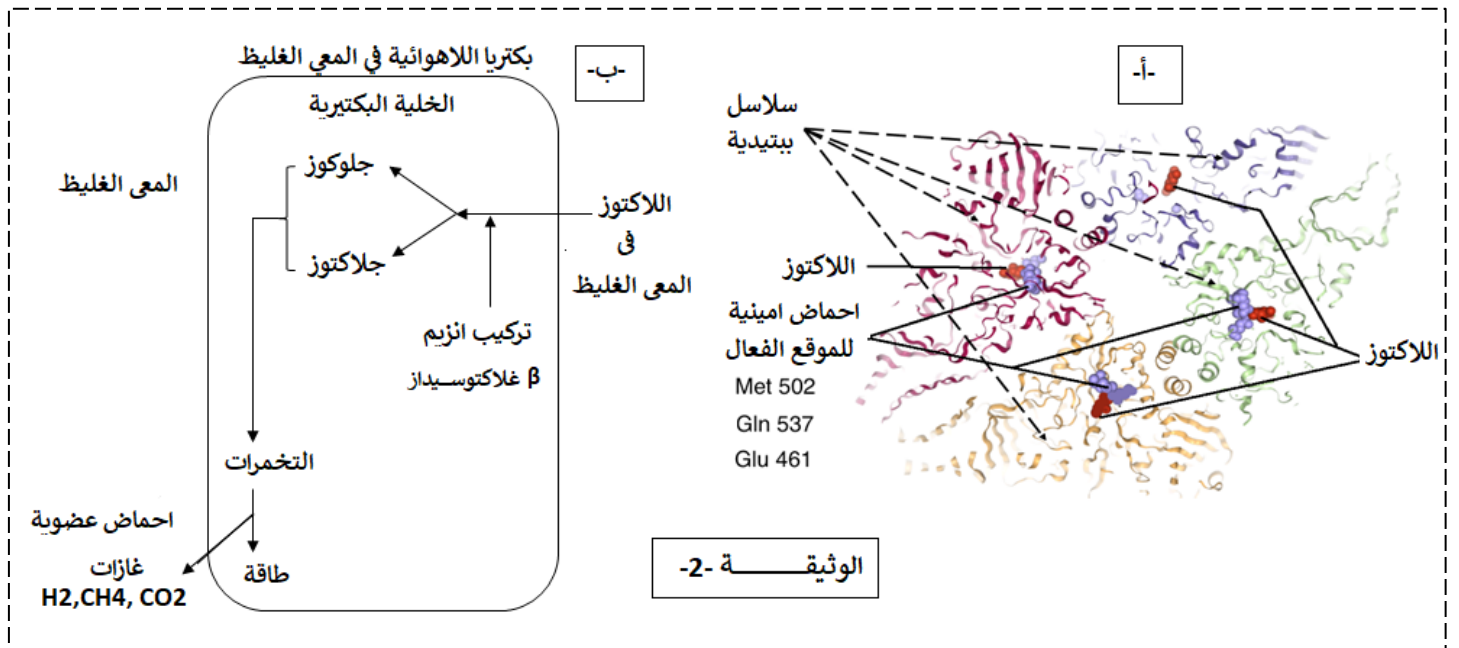 -أ-
سلاسل
ببتيدية
اللاكتوز
احماض امينية
للموقع الفعال
Met 502
Gln 537
Glu 461
اللاكتوز
-ب-
بكتريا اللاهوائية في المعي الغليظ
الخلية البكتيرية
المعى الغليظ
جلوكوز
جلاكتوز
اللاكتوز
فى
المعى الغليظ
تركيب انزيم
β غلاكتوسـيداز
التخمرات
احماض عضوية
غازات
H2,CH4, CO2
طاقة
الوثيقـــــــة -2-